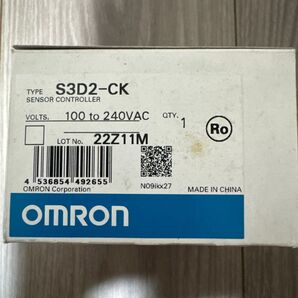 TYPE S3D2-CK
SENSOR CONTROLLER
VOLTS. 100 to 240VAC QTY. 1
LOT No. 22Z11M
Ro
4 536854 492655
OMRON Corporation
N09ikx27
MADE IN CHINA
OMRON